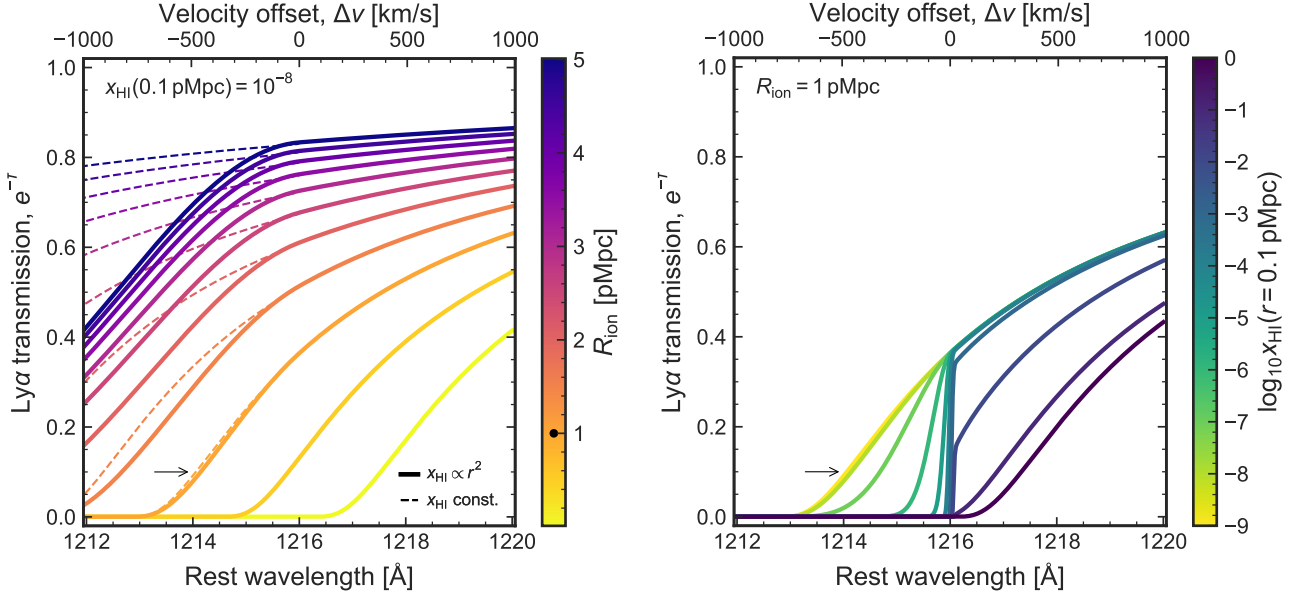 Velocity offset, Δv [km/s]
−1000 −500 0 500 1000
x_HI(0.1 pMpc) = 10^−8
1.0
0.8
0.6
0.4
0.2
0.0
Lyα transmission, e^−τ
x_HI ∝ r^2
x_HI const.
1212 1214 1216 1218 1220
Rest wavelength [Å]
5
4
3
2
1
R_ion [pMpc]
Velocity offset, Δv [km/s]
−1000 −500 0 500 1000
R_ion = 1 pMpc
1.0
0.8
0.6
0.4
0.2
0.0
Lyα transmission, e^−τ
1212 1214 1216 1218 1220
Rest wavelength [Å]
0
−1
−2
−3
−4
−5
−6
−7
−8
−9
log_10 x_HI(r = 0.1 pMpc)